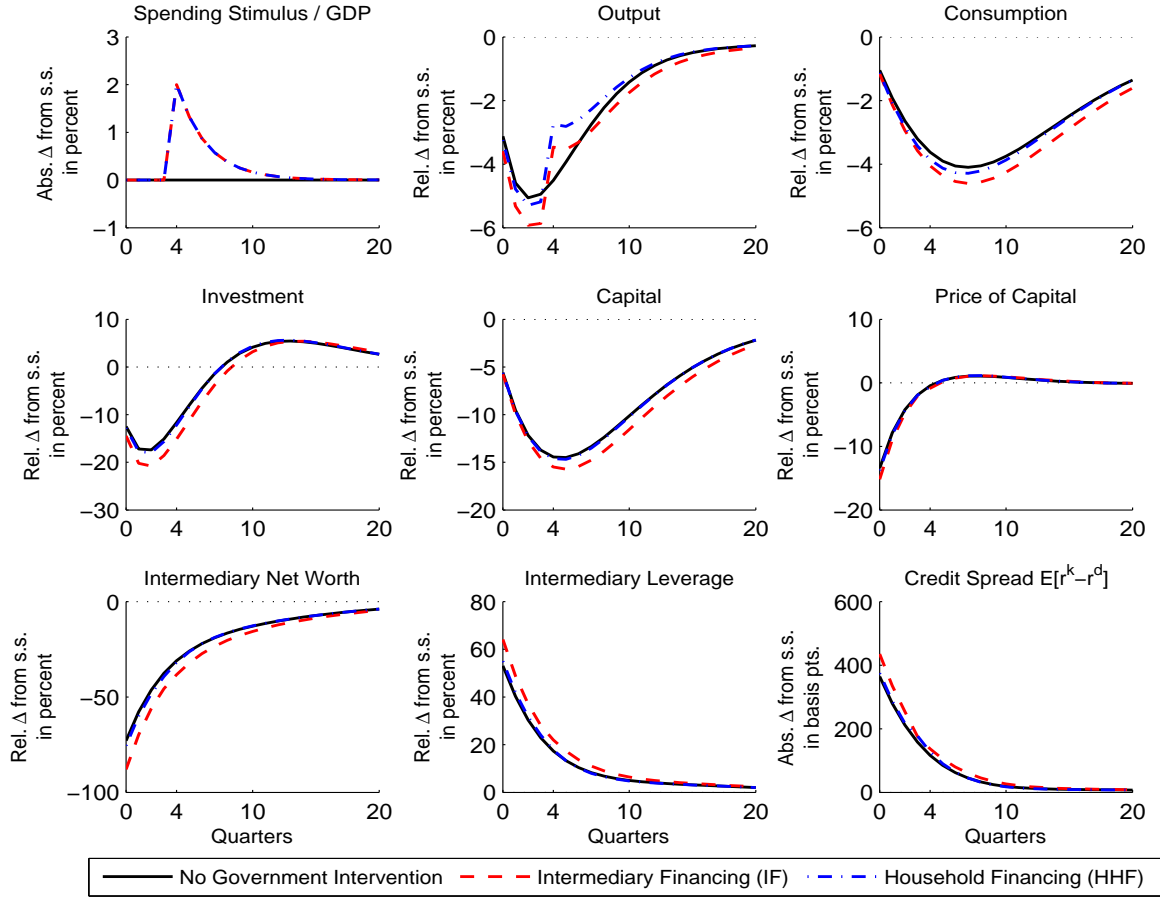 Spending Stimulus / GDP
Abs. Δ from s.s.
in percent
3
2
1
0
−1
0 4 10 20
Output
Rel. Δ from s.s.
in percent
0
−2
−4
−6
0 4 10 20
Consumption
Rel. Δ from s.s.
in percent
0
−2
−4
−6
0 4 10 20
Investment
Rel. Δ from s.s.
in percent
10
0
−10
−20
−30
0 4 10 20
Capital
Rel. Δ from s.s.
in percent
0
−5
−10
−15
−20
0 4 10 20
Price of Capital
Rel. Δ from s.s.
in percent
10
0
−10
−20
0 4 10 20
Intermediary Net Worth
Rel. Δ from s.s.
in percent
0
−50
−100
0 4 10 20
Quarters
Intermediary Leverage
Rel. Δ from s.s.
in percent
80
60
40
20
0
0 4 10 20
Quarters
Credit Spread E[r^k−r^d]
Abs. Δ from s.s.
in basis pts.
600
400
200
0
0 4 10 20
Quarters
No Government Intervention
Intermediary Financing (IF)
Household Financing (HHF)